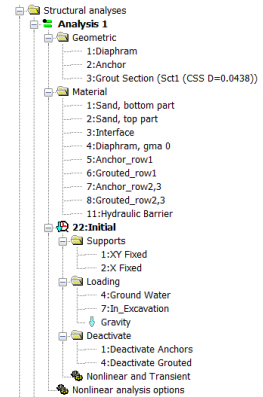 Structural analyses
Analysis 1
Geometric
1:Diaphram
2:Anchor
3:Grout Section (Sct1 (CSS D=0.0438))
Material
1:Sand, bottom part
2:Sand, top part
3:Interface
4:Diaphram, gma 0
5:Anchor_row1
6:Grouted_row1
7:Anchor_row2,3
8:Grouted_row2,3
11:Hydraulic Barrier
22:Initial
Supports
1:XY Fixed
2:X Fixed
Loading
4:Ground Water
7:In_Excavation
Gravity
Deactivate
1:Deactivate Anchors
4:Deactivate Grouted
Nonlinear and Transient
Nonlinear analysis options